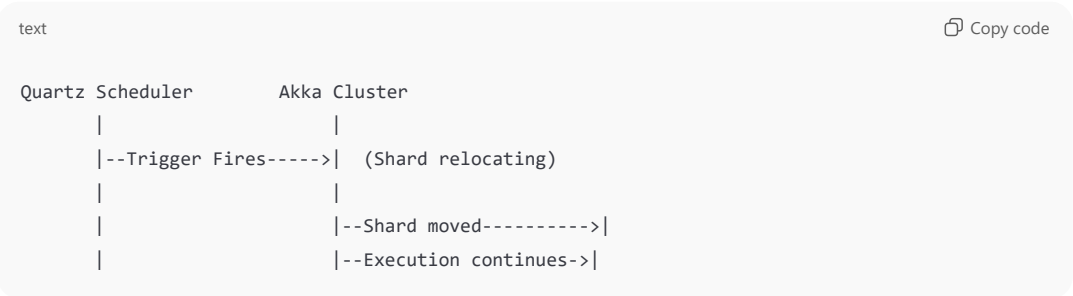 text Copy code
Quartz Scheduler        Akka Cluster
       |                     |
       |--Trigger Fires----->|  (Shard relocating)
       |                     |
       |                     |--Shard moved---------->|
       |                     |--Execution continues->|